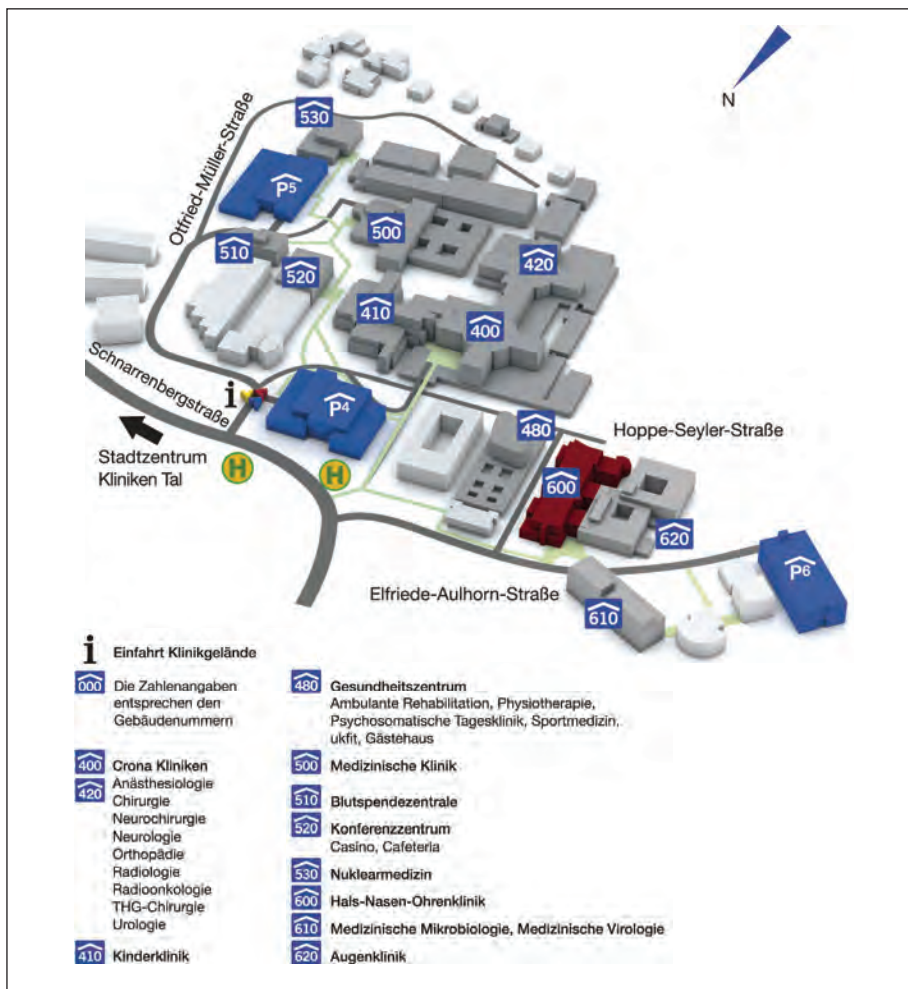 N
Otfried-Müller-Straße
530
P5
500
510
420
520
410
400
Schnarrenbergstraße
i
P4
480
Hoppe-Seyler-Straße
Stadtzentrum
Kliniken Tal
H
H
600
620
P6
Elfriede-Aulhorn-Straße
610
i Einfahrt Klinikgelände
000 Die Zahlenangaben
entsprechen den
Gebäudenummern
400 Crona Kliniken
420 Anästhesiologie
Chirurgie
Neurochirurgie
Neurologie
Orthopädie
Radiologie
Radioonkologie
THG-Chirurgie
Urologie
410 Kinderklinik
480 Gesundheitszentrum
Ambulante Rehabilitation, Physiotherapie,
Psychosomatische Tagesklinik, Sportmedizin,
ukfit, Gästehaus
500 Medizinische Klinik
510 Blutspendezentrale
520 Konferenzzentrum
Casino, Cafeteria
530 Nuklearmedizin
600 Hals-Nasen-Ohrenklinik
610 Medizinische Mikrobiologie, Medizinische Virologie
620 Augenklinik